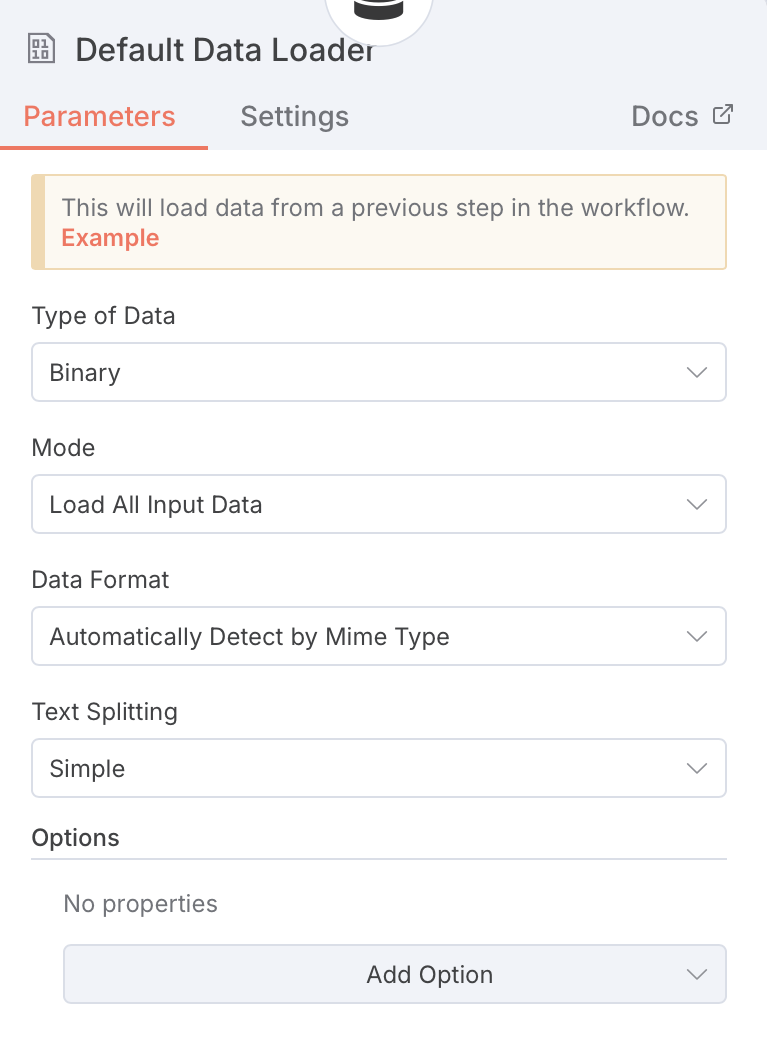 Default Data Loader
Parameters
Settings
Docs
This will load data from a previous step in the workflow.
Example
Type of Data
Binary
Mode
Load All Input Data
Data Format
Automatically Detect by Mime Type
Text Splitting
Simple
Options
No properties
Add Option